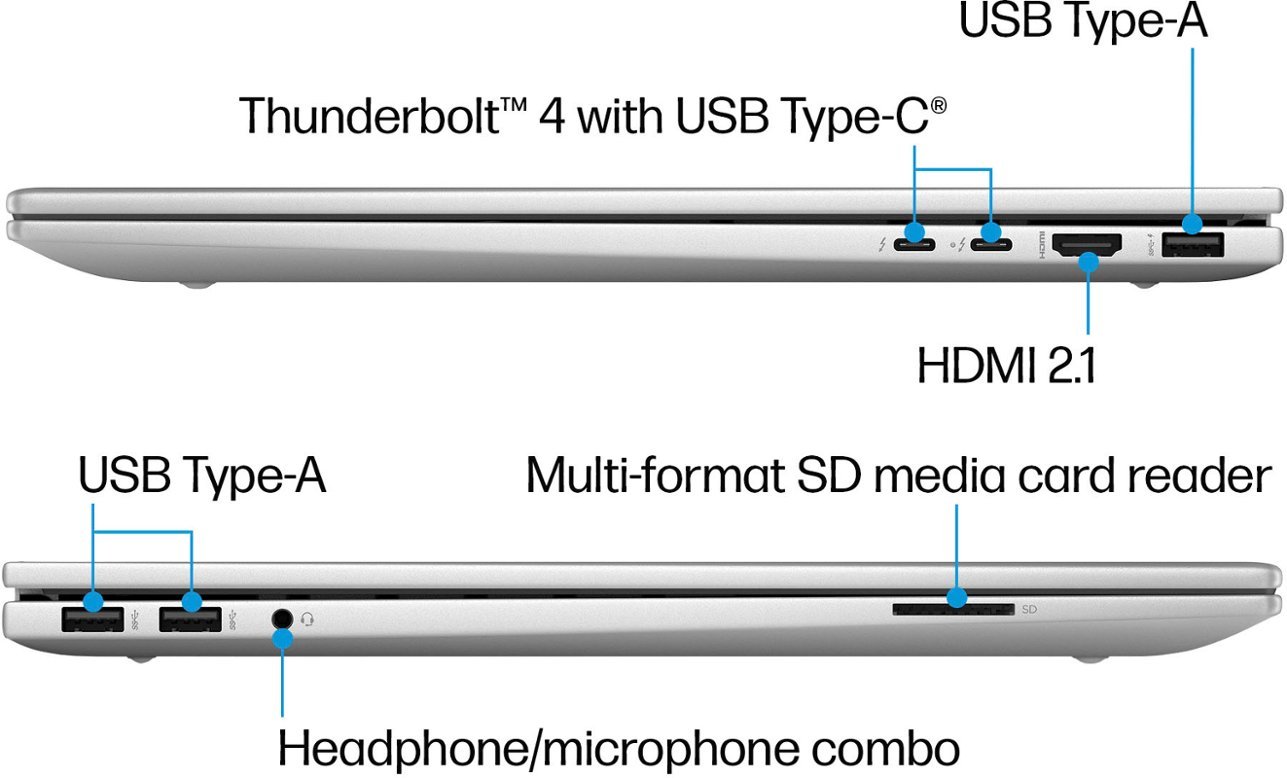 USB Type-A
Thunderbolt™ 4 with USB Type-C®
HDMI
HDMI 2.1
USB Type-A
Multi-format SD media card reader
SD
Headphone/microphone combo